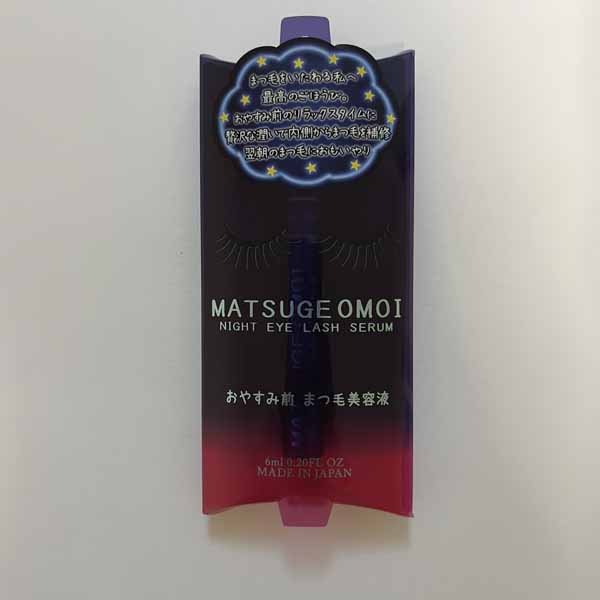 まつ毛をいたわる私へ
最高のごほうび。
おやすみ前のリラックスタイムに
贅沢な潤いで内側からまつ毛を補修
翌朝のまつ毛におもいやり
MATSUGE OMOI
NIGHT EYE LASH SERUM
おやすみ前 まつ毛美容液
6ml 0.20FL OZ
MADE IN JAPAN